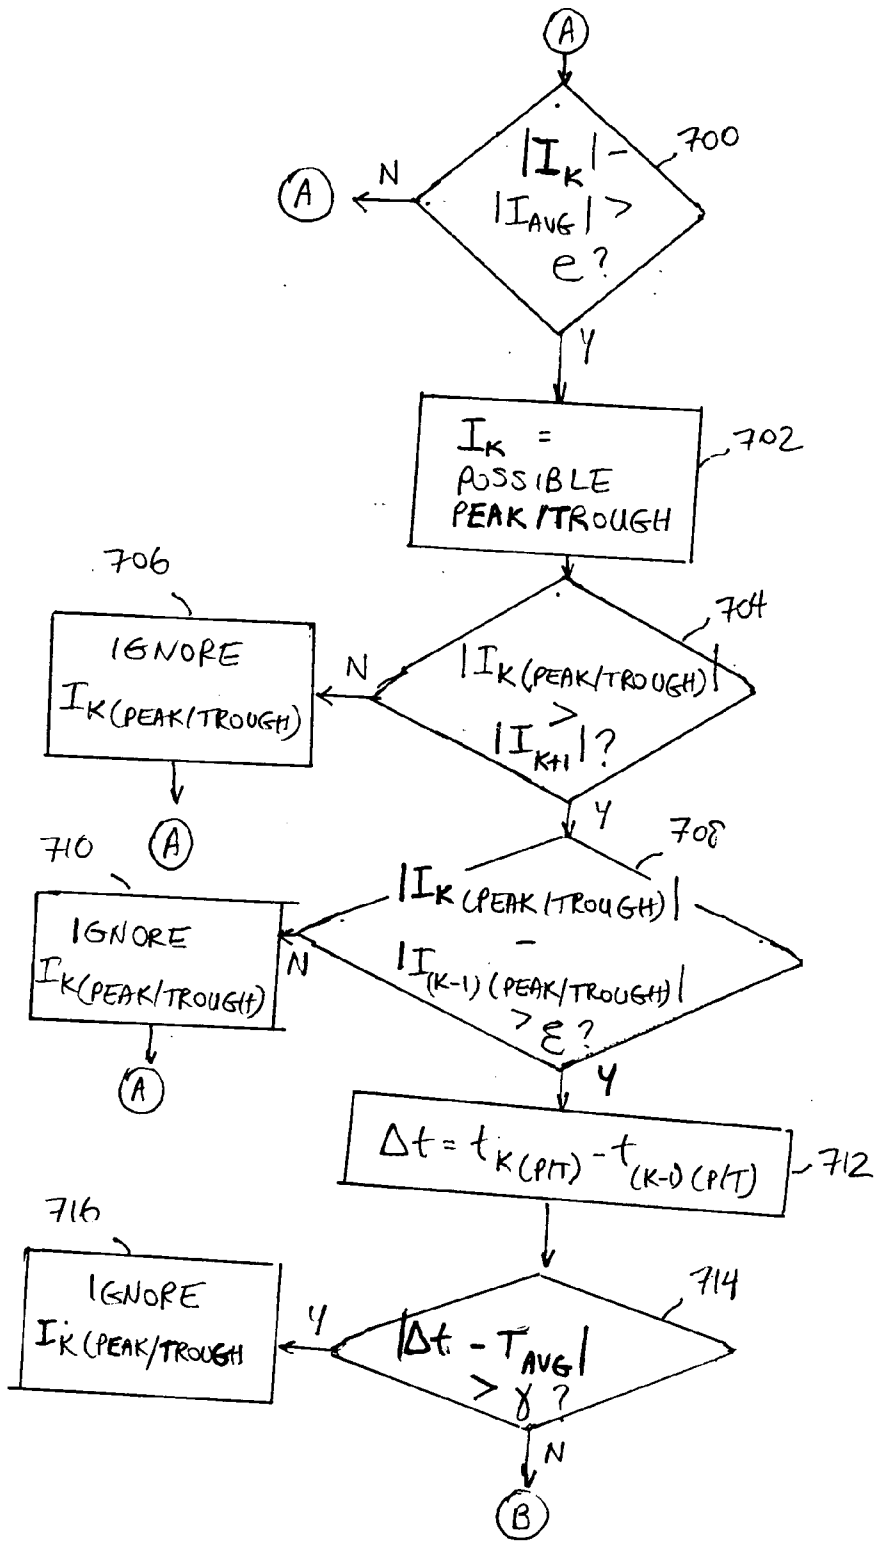 A
700
|I_K| -
|I_AVG| >
e?
N
A
Y
702
I_K =
POSSIBLE
PEAK/TROUGH
704
|I_K(PEAK/TROUGH)|
>
|I_K+1|?
N
706
IGNORE
I_K(PEAK/TROUGH)
A
Y
708
|I_K(PEAK/TROUGH)|
-
|I_(K-1)(PEAK/TROUGH)|
> ξ?
N
710
IGNORE
I_K(PEAK/TROUGH)
A
Y
Δt = t_K(P/T) - t_(K-1)(P/T)
712
714
|Δt - T_AVG|
> γ?
Y
716
IGNORE
I_K(PEAK/TROUGH
N
B